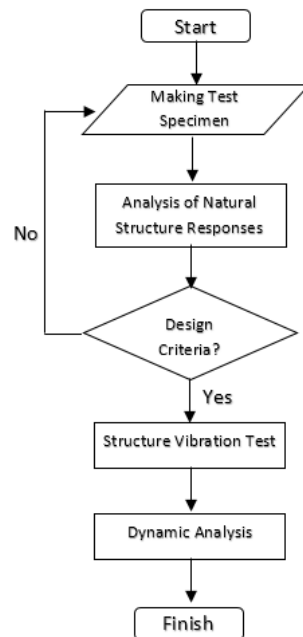 Start
Making Test
Specimen
Analysis of Natural
Structure Responses
No
Design
Criteria?
Yes
Structure Vibration Test
Dynamic Analysis
Finish